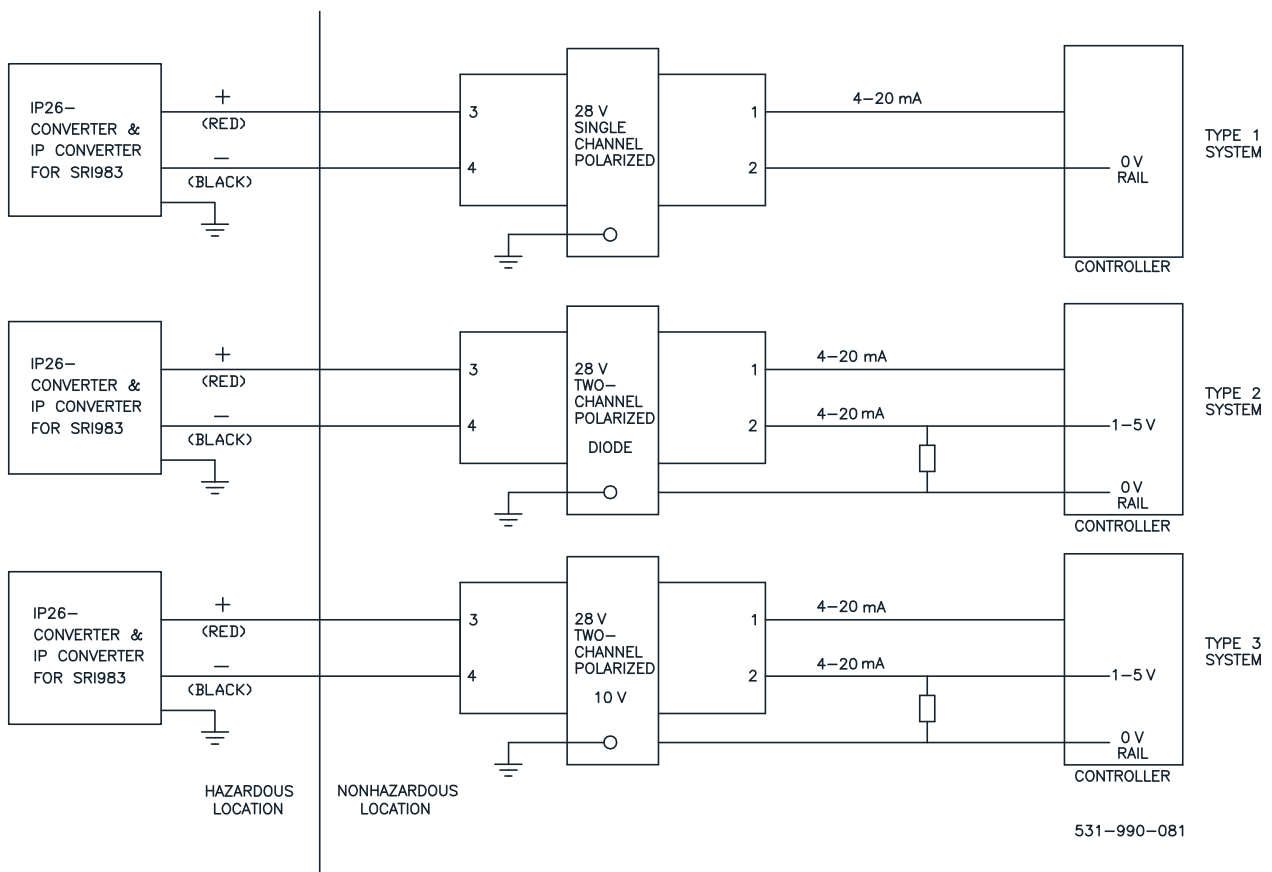 IP26-
CONVERTER &
IP CONVERTER
FOR SRI983
+
(RED)
-
(BLACK)
3
4
28 V
SINGLE
CHANNEL
POLARIZED
1
2
4-20 mA
0 V
RAIL
CONTROLLER
TYPE 1
SYSTEM
IP26-
CONVERTER &
IP CONVERTER
FOR SRI983
+
(RED)
-
(BLACK)
3
4
28 V
TWO-
CHANNEL
POLARIZED
DIODE
1
2
4-20 mA
4-20 mA
1-5 V
0 V
RAIL
CONTROLLER
TYPE 2
SYSTEM
IP26-
CONVERTER &
IP CONVERTER
FOR SRI983
+
(RED)
-
(BLACK)
3
4
28 V
TWO-
CHANNEL
POLARIZED
10 V
1
2
4-20 mA
4-20 mA
1-5 V
0 V
RAIL
CONTROLLER
TYPE 3
SYSTEM
HAZARDOUS
LOCATION
NONHAZARDOUS
LOCATION
531-990-081